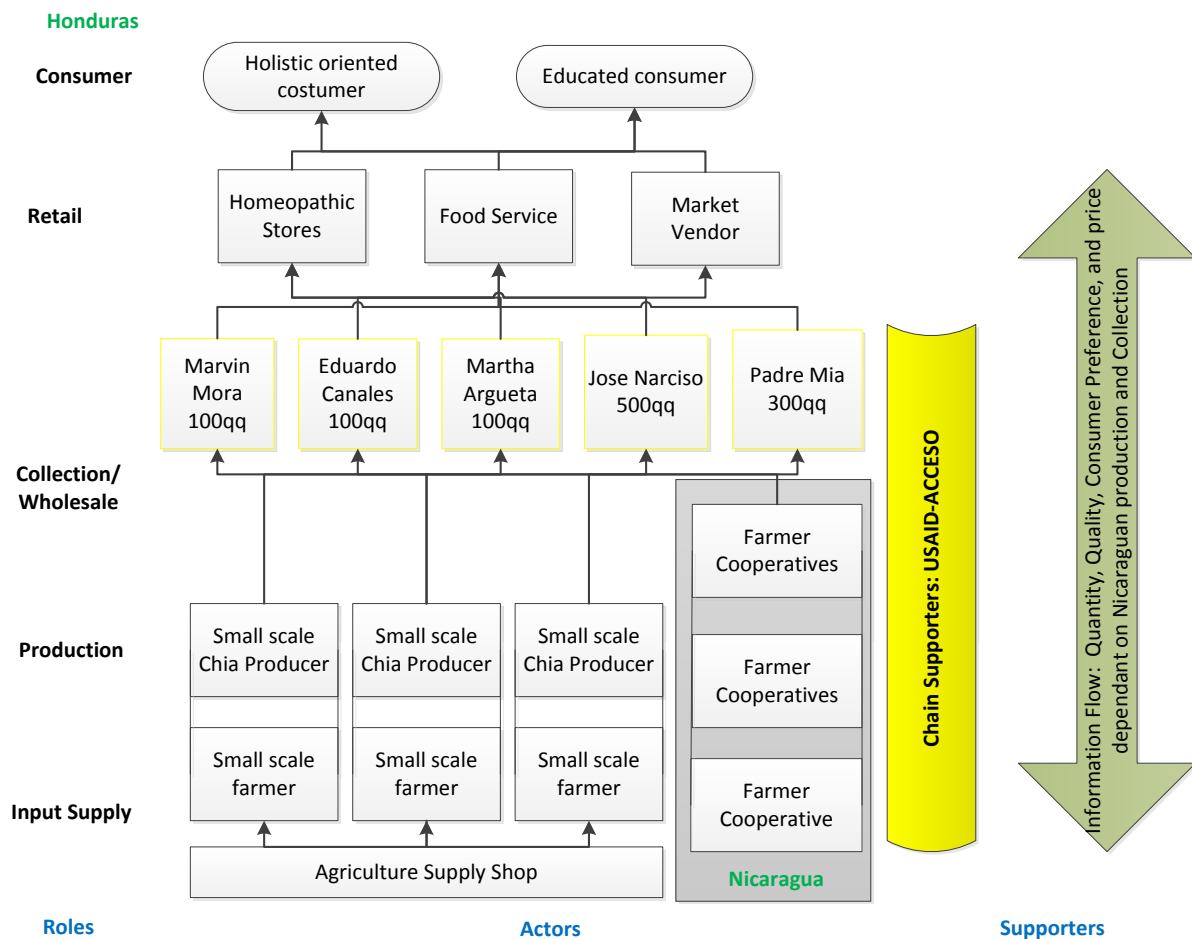 Honduras
Consumer
Holistic oriented
costumer
Educated consumer
Retail
Homeopathic
Stores
Food Service
Market
Vendor
Marvin
Mora
100qq
Eduardo
Canales
100qq
Martha
Argueta
100qq
Jose Narciso
500qq
Padre Mia
300qq
Collection/
Wholesale
Farmer
Cooperatives
Production
Small scale
Chia Producer
Small scale
Chia Producer
Small scale
Chia Producer
Farmer
Cooperatives
Input Supply
Small scale
farmer
Small scale
farmer
Small scale
farmer
Farmer
Cooperative
Agriculture Supply Shop
Nicaragua
Chain Supporters: USAID-ACCESO
Information Flow: Quantity, Quality, Consumer Preference, and price
dependant on Nicaraguan production and Collection
Roles
Actors
Supporters